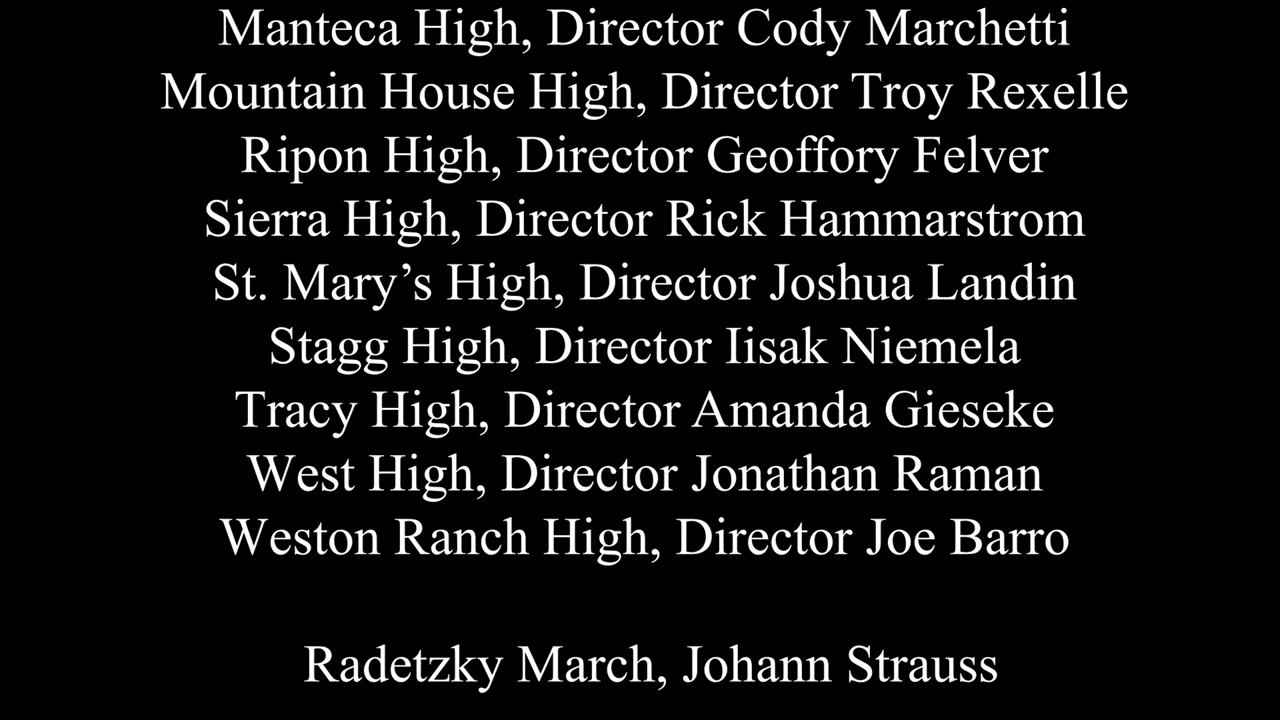 Manteca High, Director Cody Marchetti
Mountain House High, Director Troy Rexelle
Ripon High, Director Geoffory Felver
Sierra High, Director Rick Hammarstrom
St. Mary’s High, Director Joshua Landin
Stagg High, Director Iisak Niemela
Tracy High, Director Amanda Gieseke
West High, Director Jonathan Raman
Weston Ranch High, Director Joe Barro
Radetzky March, Johann Strauss